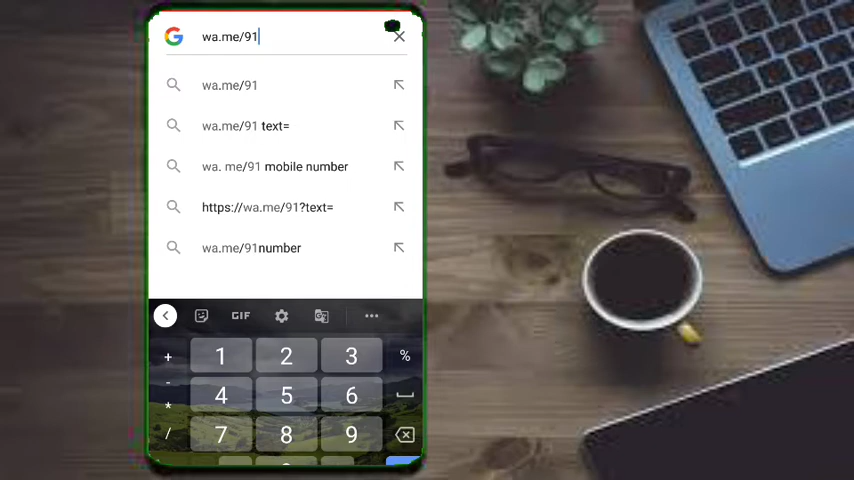 wa.me/91
wa.me/91
wa.me/91 text=
wa. me/91 mobile number
https://wa.me/91?text=
wa.me/91number
GIF
+ 1 2 3 %
- 4 5 6
*
/ 7 8 9